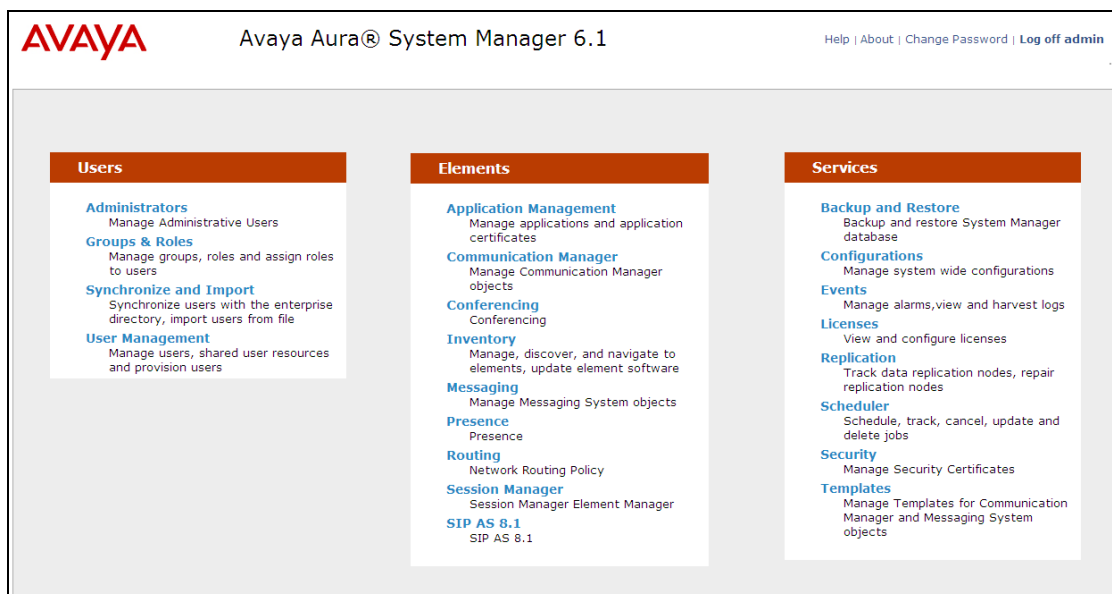 AVAYA
Avaya Aura® System Manager 6.1
Help | About | Change Password | Log off admin
Users
Administrators
Manage Administrative Users
Groups & Roles
Manage groups, roles and assign roles
to users
Synchronize and Import
Synchronize users with the enterprise
directory, import users from file
User Management
Manage users, shared user resources
and provision users
Elements
Application Management
Manage applications and application
certificates
Communication Manager
Manage Communication Manager
objects
Conferencing
Conferencing
Inventory
Manage, discover, and navigate to
elements, update element software
Messaging
Manage Messaging System objects
Presence
Presence
Routing
Network Routing Policy
Session Manager
Session Manager Element Manager
SIP AS 8.1
SIP AS 8.1
Services
Backup and Restore
Backup and restore System Manager
database
Configurations
Manage system wide configurations
Events
Manage alarms,view and harvest logs
Licenses
View and configure licenses
Replication
Track data replication nodes, repair
replication nodes
Scheduler
Schedule, track, cancel, update and
delete jobs
Security
Manage Security Certificates
Templates
Manage Templates for Communication
Manager and Messaging System
objects